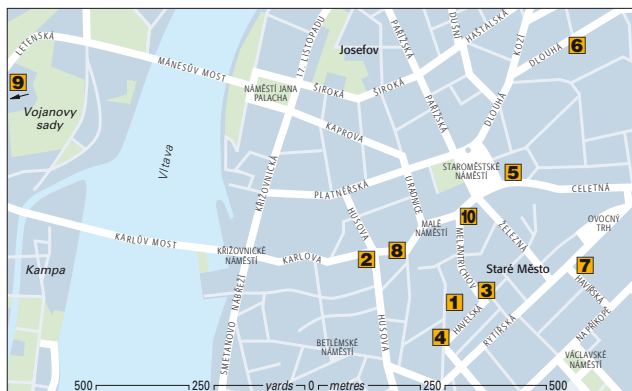 LETENSKÁ
MÁNESŮV MOST
17. LISTOPADU
Josefov
PAŘÍŽSKÁ
DUŠNÍ
HAŠTALSKÁ
KOZÍ
DLOUHÁ
6
9
Vojanovy
sady
NÁMĚSTÍ JANA
PALACHA
ŠIROKÁ
ŠIROKÁ
PAŘÍŽSKÁ
DLOUHÁ
KAPROVA
Vltava
KŘIŽOVNICKÁ
PLATNÉŘSKÁ
U RADNICE
STAROMĚSTSKÉ
NÁMĚSTÍ
5
CELETNÁ
HUSOVA
MALÉ
NÁMĚSTÍ
10
ŽELEZNÁ
OVOCNÝ
TRH
KARLŮV MOST
KŘIŽOVNICKÉ
NÁMĚSTÍ
KARLOVA
2
8
MELANTRICHOV
Staré Město
7
Kampa
SMETANOVO NÁBŘEŽÍ
HUSOVA
1
3
HAVELSKÁ
RYTÍŘSKÁ
HAVÍŘSKÁ
NA PŘÍKOPĚ
BETLÉMSKÉ
NÁMĚSTÍ
4
VÁCLAVSKÉ
NÁMĚSTÍ
500 250 yards 0 metres 250 500